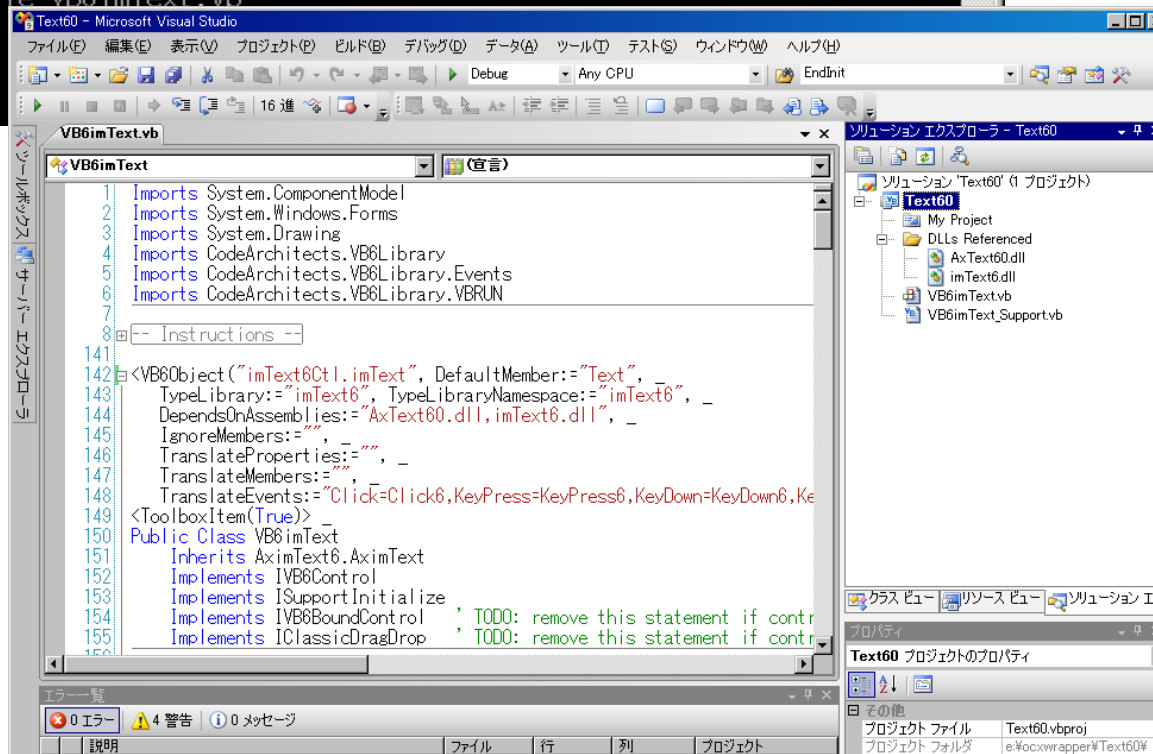 e VB6imText.vb
Text60 - Microsoft Visual Studio
ファイル(F) 編集(E) 表示(V) プロジェクト(P) ビルド(B) デバッグ(D) データ(A) ツール(T) テスト(S) ウィンドウ(W) ヘルプ(H)
Debug Any CPU EndInit
16 進
VB6imText.vb
ソリューション エクスプローラ - Text60
ツールボックス
サーバー エクスプローラ
VB6imText (宣言)
1 Imports System.ComponentModel
2 Imports System.Windows.Forms
3 Imports System.Drawing
4 Imports CodeArchitects.VB6Library
5 Imports CodeArchitects.VB6Library.Events
6 Imports CodeArchitects.VB6Library.VBRUN
7
8 -- Instructions --
141
142 <VB6Object("imText6Ctl.imText", DefaultMember:="Text", _
143 TypeLibrary:="imText6", TypeLibraryNamespace:="imText6", _
144 DependsOnAssemblies:="AxText60.dll,imText6.dll", _
145 IgnoreMembers:="", _
146 TranslateProperties:="", _
147 TranslateMembers:="", _
148 TranslateEvents:="Click=Click6,KeyPress=KeyPress6,KeyDown=KeyDown6,Ke
149 <ToolboxItem(True)> _
150 Public Class VB6imText
151 Inherits AximText6.AximText
152 Implements IVB6Control
153 Implements ISupportInitialize
154 Implements IVB6BoundControl ' TODO: remove this statement if contr
155 Implements IClassicDragDrop ' TODO: remove this statement if contr
156
ソリューション 'Text60' (1 プロジェクト)
Text60
My Project
DLLs Referenced
AxText60.dll
imText6.dll
VB6imText.vb
VB6imText_Support.vb
クラス ビュー リソース ビュー ソリューション エ
プロパティ
Text60 プロジェクトのプロパティ
その他
プロジェクト ファイル Text60.vbproj
プロジェクト フォルダ e:¥ocxwrapper¥Text60¥
エラー一覧
0 エラー 4 警告 0 メッセージ
説明 ファイル 行 列 プロジェクト